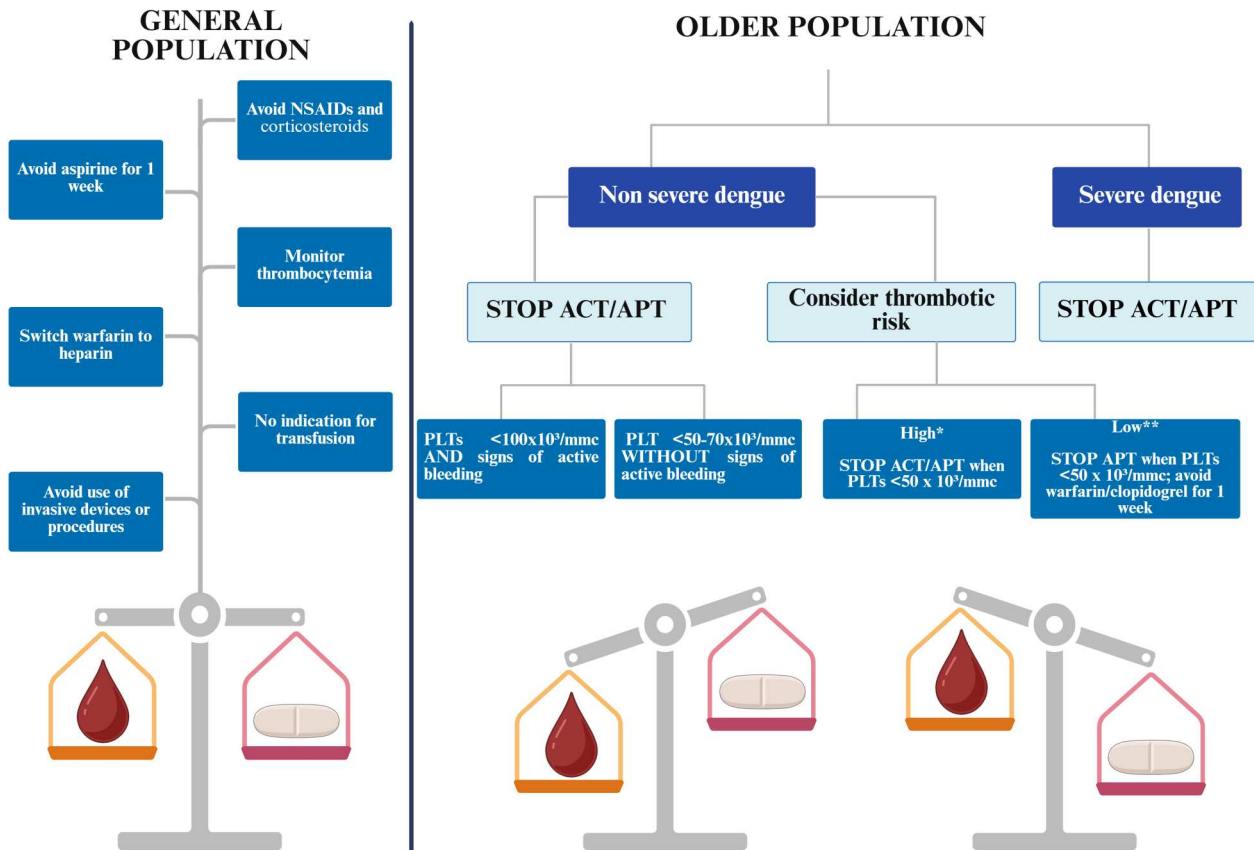 GENERAL
POPULATION
Avoid NSAIDs and
corticosteroids
Avoid aspirine for 1
week
Monitor
thrombocytemia
Switch warfarin to
heparin
No indication for
transfusion
Avoid use of
invasive devices or
procedures
OLDER POPULATION
Non severe dengue
Severe dengue
STOP ACT/APT
Consider thrombotic
risk
STOP ACT/APT
PLTs <100x10³/mmc
AND signs of active
bleeding
PLT <50-70x10³/mmc
WITHOUT signs of
active bleeding
High*
STOP ACT/APT when
PLTs <50 x 10³/mmc
Low**
STOP APT when PLTs
<50 x 10³/mmc; avoid
warfarin/clopidogrel for 1
week